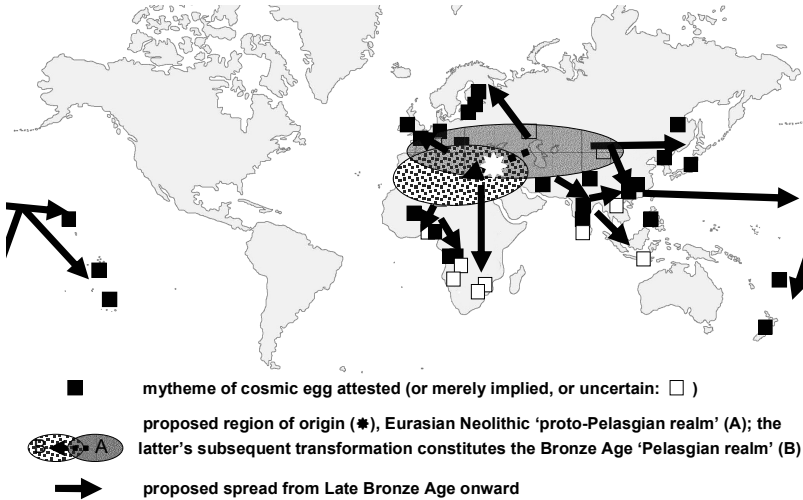 mytheme of cosmic egg attested (or merely implied, or uncertain: □ )
proposed region of origin (✸), Eurasian Neolithic ‘proto-Pelasgian realm’ (A); the
B A latter’s subsequent transformation constitutes the Bronze Age ‘Pelasgian realm’ (B)
proposed spread from Late Bronze Age onward